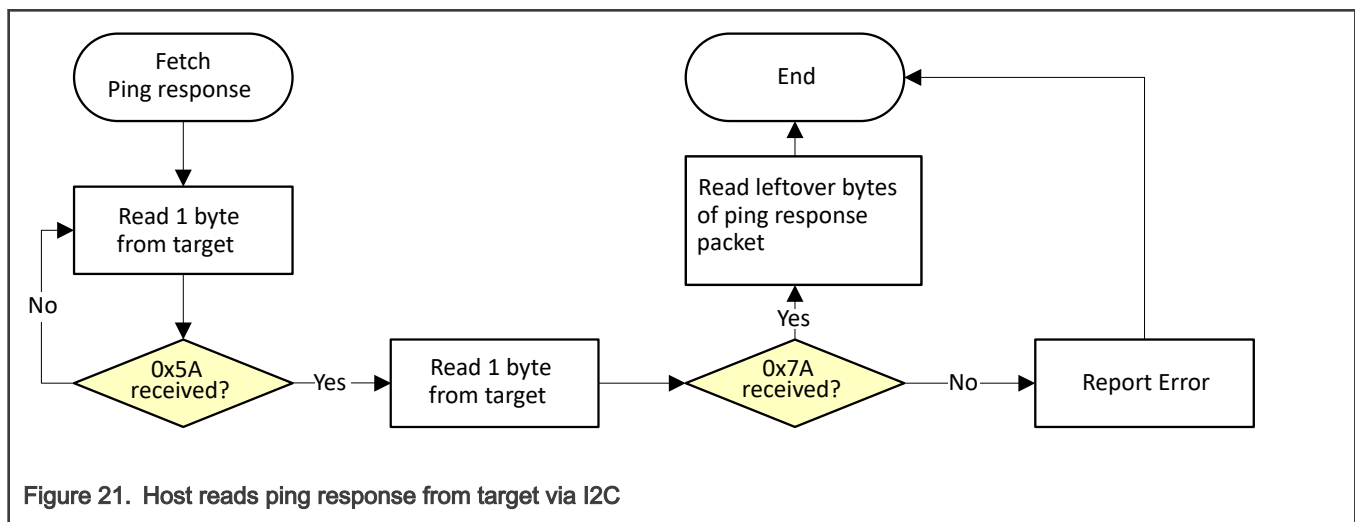 Fetch
Ping response
Read 1 byte
from target
No
0x5A
received?
Yes
Read 1 byte
from target
0x7A
received?
Yes
Read leftover bytes
of ping response
packet
End
No
Report Error
Figure 21. Host reads ping response from target via I2C